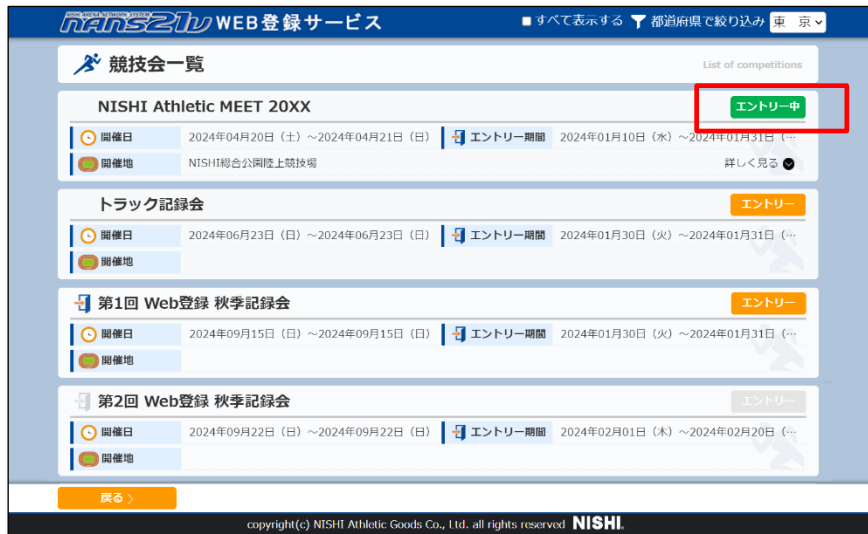 NISHI ARENA NETWORK SYSTEM
NANS21V WEB登録サービス すべて表示する 都道府県で絞り込み 東 京
競技会一覧 List of competitions
NISHI Athletic MEET 20XX エントリー中
開催日 2024年04月20日（土）～2024年04月21日（日） エントリー期間 2024年01月10日（水）～2024年01月31日（…
開催地 NISHI総合公園陸上競技場 詳しく見る
トラック記録会 エントリー
開催日 2024年06月23日（日）～2024年06月23日（日） エントリー期間 2024年01月30日（火）～2024年01月31日（…
開催地
第1回 Web登録 秋季記録会 エントリー
開催日 2024年09月15日（日）～2024年09月15日（日） エントリー期間 2024年01月30日（火）～2024年01月31日（…
開催地
第2回 Web登録 秋季記録会 エントリー
開催日 2024年09月22日（日）～2024年09月22日（日） エントリー期間 2024年02月01日（木）～2024年02月20日（…
開催地
戻る 〉
copyright(c) NISHI Athletic Goods Co., Ltd. all rights reserved NISHI.